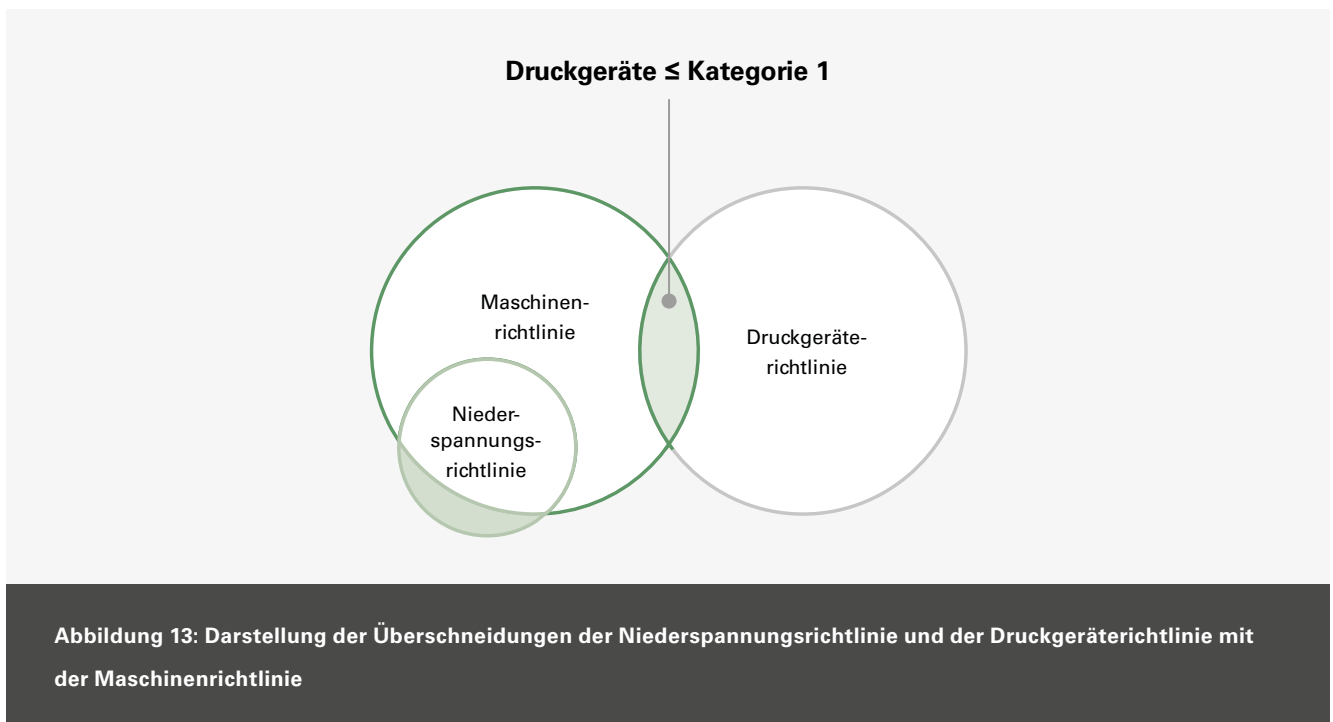 Druckgeräte ≤ Kategorie 1
Maschinen-
richtlinie
Druckgeräte-
richtlinie
Nieder-
spannungs-
richtlinie
Abbildung 13: Darstellung der Überschneidungen der Niederspannungsrichtlinie und der Druckgeräterichtlinie mit
der Maschinenrichtlinie